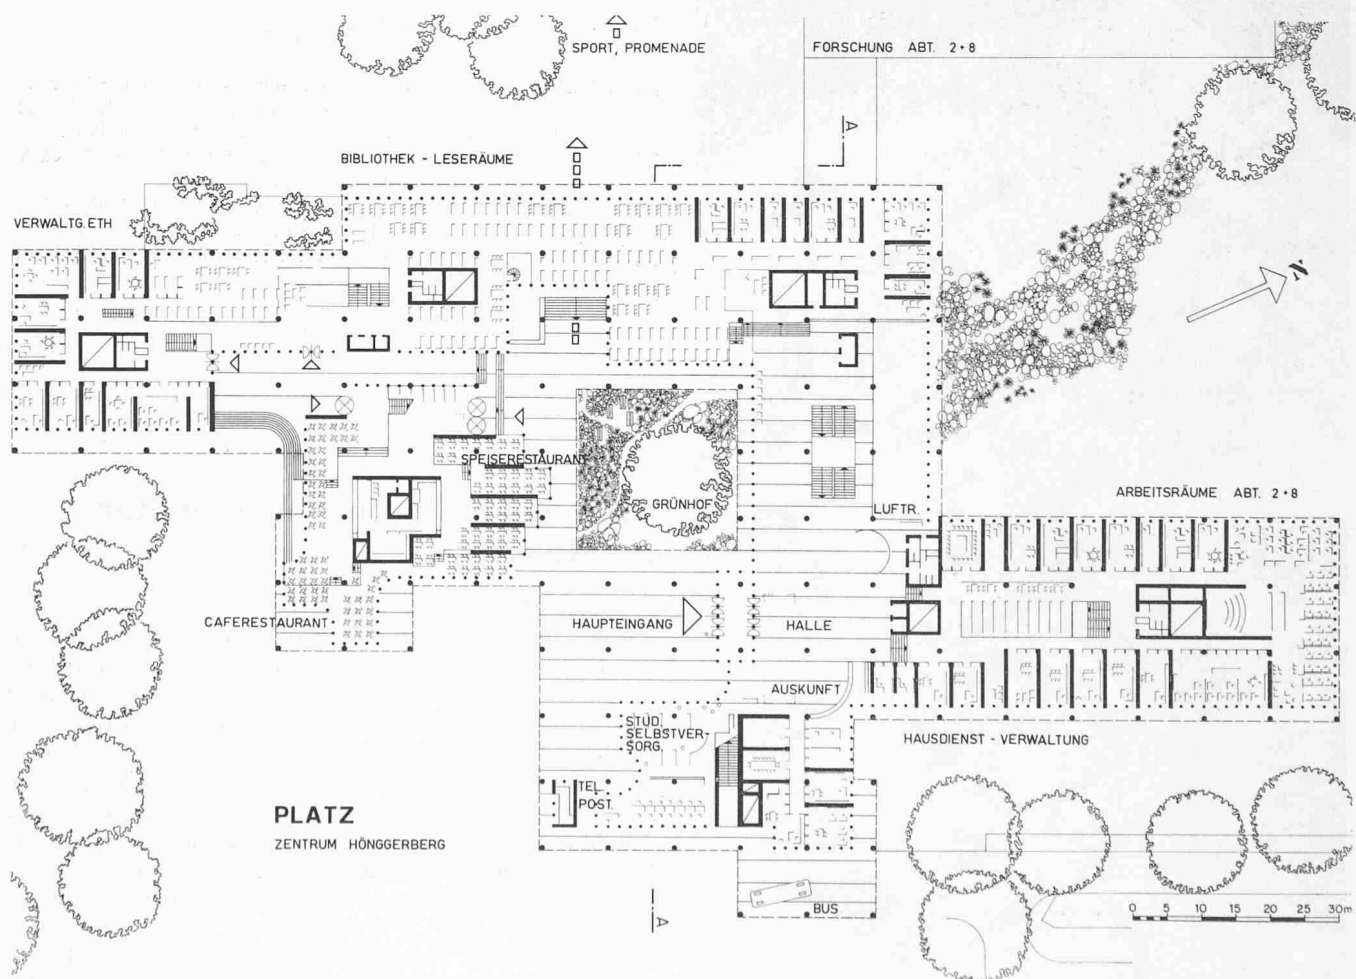 SPORT, PROMENADE
FORSCHUNG ABT. 2+8
A
BIBLIOTHEK - LESERÄUME
VERWALTG. ETH
N
SPEISERESTAURANT
GRÜNHOF
LUFTR.
ARBEITSRÄUME ABT. 2+8
CAFERESTAURANT
HAUPTEINGANG
HALLE
AUSKUNFT
STUD.
SELBSTVER-
SORG.
HAUSDIENST - VERWALTUNG
TEL.
POST
PLATZ
ZENTRUM HÖNGGERBERG
BUS
A
0 5 10 15 20 25 30m